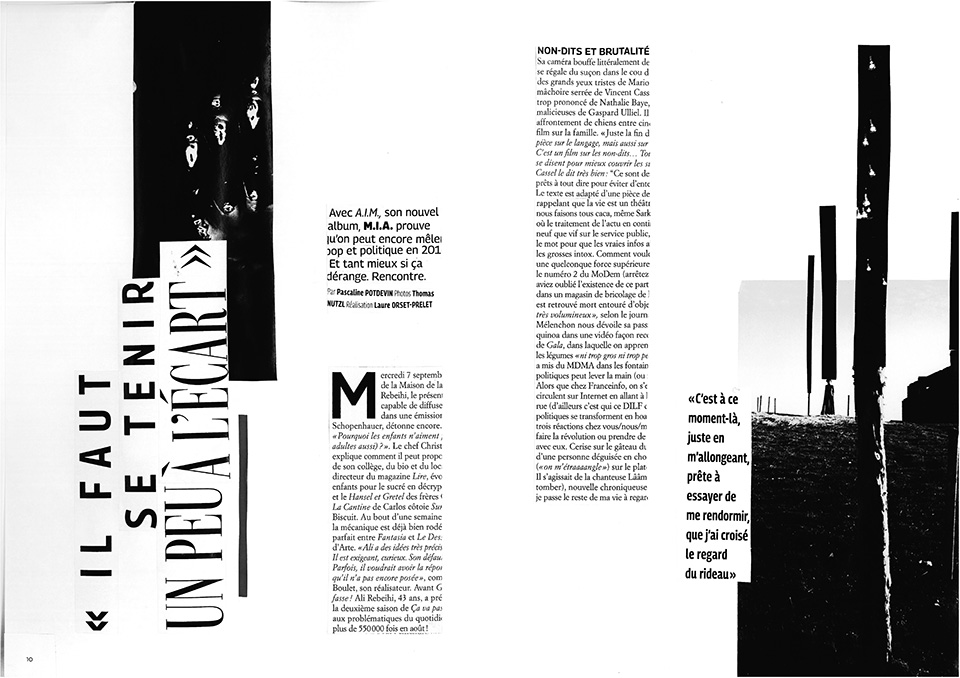 « IL FAUT
SE TENIR
UN PEU À L'ÉCART »
Avec A.I.M., son nouvel
album, M.I.A. prouve
qu'on peut encore mêler
pop et politique en 201
Et tant mieux si ça
dérange. Rencontre.
Par Pascaline POTDEVIN Photos Thomas
NUTZL Réalisation Laure ORSET-PRELET
Mercredi 7 septemb
de la Maison de la
Rebeihi, le présen
capable de diffuse
dans une émission
Schopenhauer, détonne encore.
«Pourquoi les enfants n'aiment
adultes aussi)?». Le chef Christ
explique comment il peut propo
de son collège, du bio et du loc
directeur du magazine Lire, évo
enfants pour le sucré en décryp
et le Hansel et Gretel des frères
La Cantine de Carlos côtoie Sur
Biscuit. Au bout d'une semaine
la mécanique est déjà bien rodé
parfait entre Fantasia et Le Des
d'Arte. «Ali a des idées très préci
Il est exigeant, curieux. Son défau
Parfois, il voudrait avoir la répon
qu'il n'a pas encore posée», com
Boulet, son réalisateur. Avant G
fasse! Ali Rebeihi, 43 ans, a pré
la deuxième saison de Ça va pas
aux problématiques du quotidie
plus de 550000 fois en août!
NON-DITS ET BRUTALITÉ
Sa caméra bouffe littéralement de
se régale du suçon dans le cou d
des grands yeux tristes de Mario
mâchoire serrée de Vincent Cass
trop prononcé de Nathalie Baye,
malicieuses de Gaspard Ulliel. Il
affrontement de chiens entre cin
film sur la famille. «Juste la fin d
pièce sur le langage, mais aussi sur
C'est un film sur les non-dits… Tou
se disent pour mieux couvrir les se
Cassel le dit très bien: "Ce sont de
prêts à tout dire pour éviter d'ente
Le texte est adapté d'une pièce de
rappelant que la vie est un théâtr
nous faisons tous caca, même Sark
où le traitement de l'actu en conti
neuf que vif sur le service public,
le mot pour que les vraies infos a
les grosses intox. Comment voule
une quelconque force supérieure
le numéro 2 du MoDem (arrêtez
aviez oublié l'existence de ce part
dans un magasin de bricolage de
est retrouvé mort entouré d'obje
très volumineux», selon le journ
Mélenchon nous dévoile sa pass
quinoa dans une vidéo façon rec
de Gala, dans laquelle on appren
les légumes «ni trop gros ni trop pe
a mis du MDMA dans les fontain
politiques peut lever la main (ou
Alors que chez Franceinfo, on s'e
circulent sur Internet en allant à l
rue (d'ailleurs c'est qui ce DILF
politiques se transforment en boa
trois réactions chez vous/nous/m
faire la révolution ou prendre de
avec eux. Cerise sur le gâteau du
d'une personne déguisée en cho
(«on m'étraaaangle») sur le plat
Il s'agissait de la chanteuse Lââm
tomber), nouvelle chroniqueuse
je passe le reste de ma vie à regar
«C'est à ce
moment-là,
juste en
m'allongeant,
prête à
essayer de
me rendormir,
que j'ai croisé
le regard
du rideau»
10